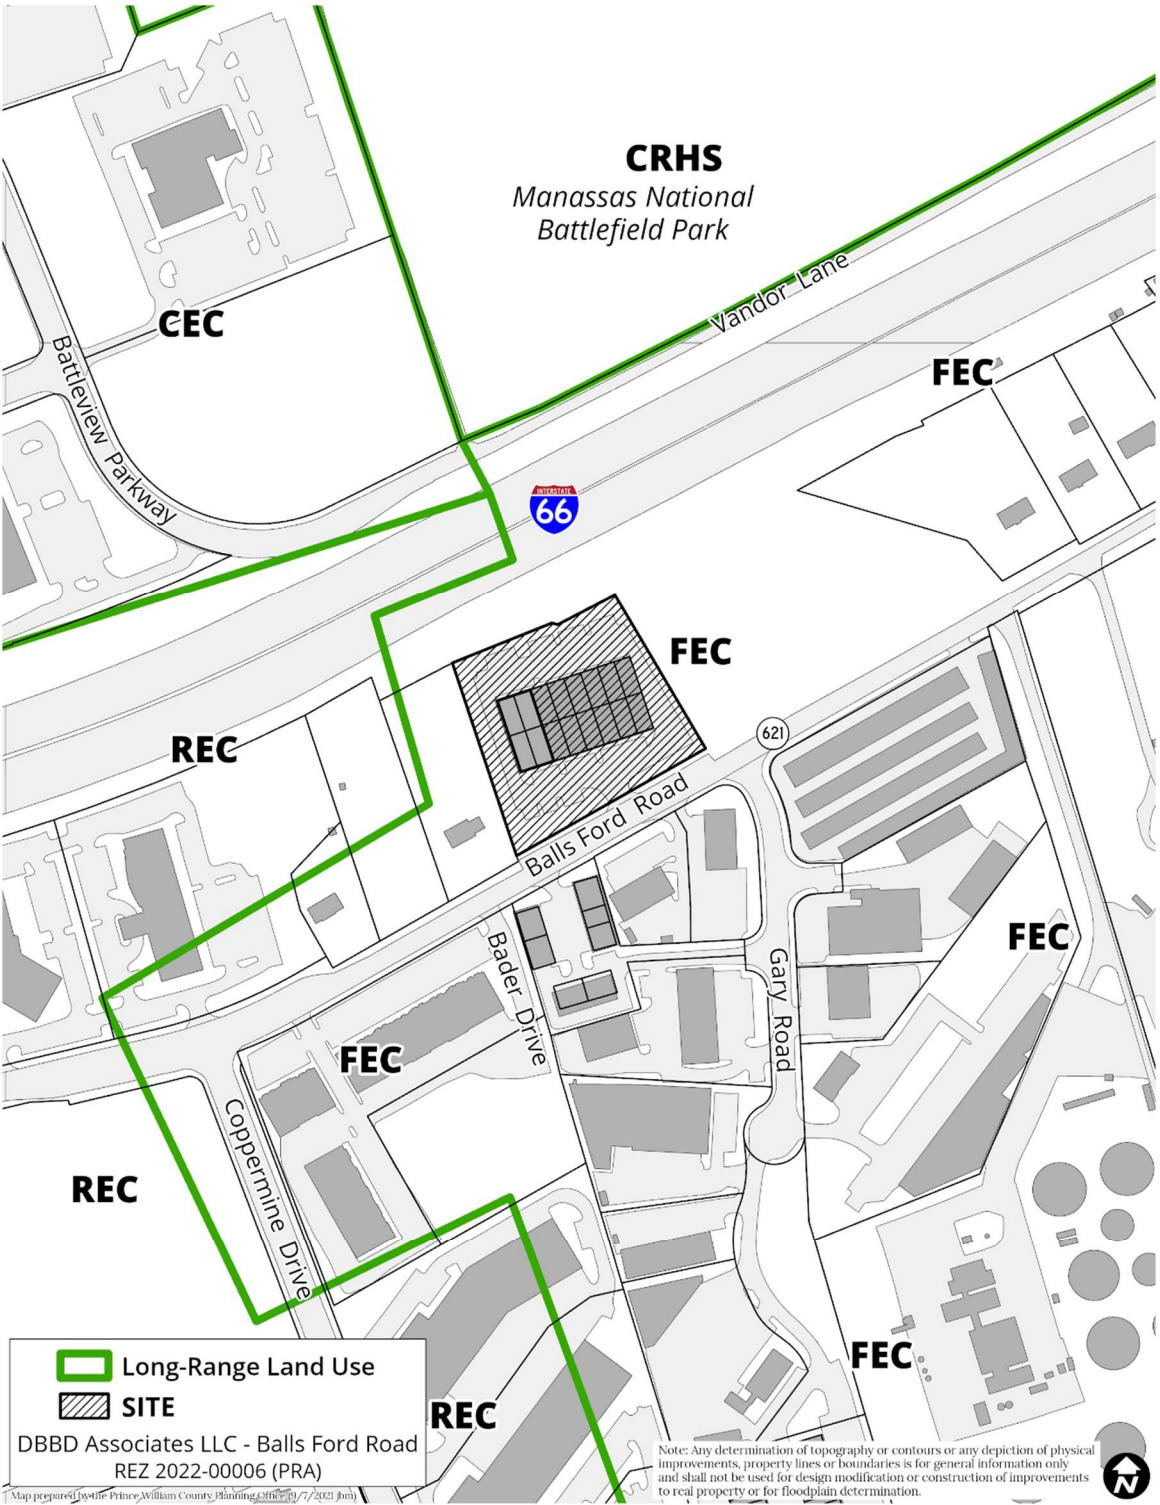 CRHS
Manassas National
Battlefield Park
Vandor Lane
CEC
FEC
Battleview Parkway
INTERSTATE
66
FEC
REC
621
Balls Ford Road
FEC
Bader Drive
Gary Road
FEC
Coppermine Drive
REC
FEC
REC
Long-Range Land Use
SITE
DBBD Associates LLC - Balls Ford Road
REZ 2022-00006 (PRA)
Map prepared by the Prince William County Planning Office (9/7/2021 jbm)
Note: Any determination of topography or contours or any depiction of physical
improvements, property lines or boundaries is for general information only
and shall not be used for design modification or construction of improvements
to real property or for floodplain determination.
N